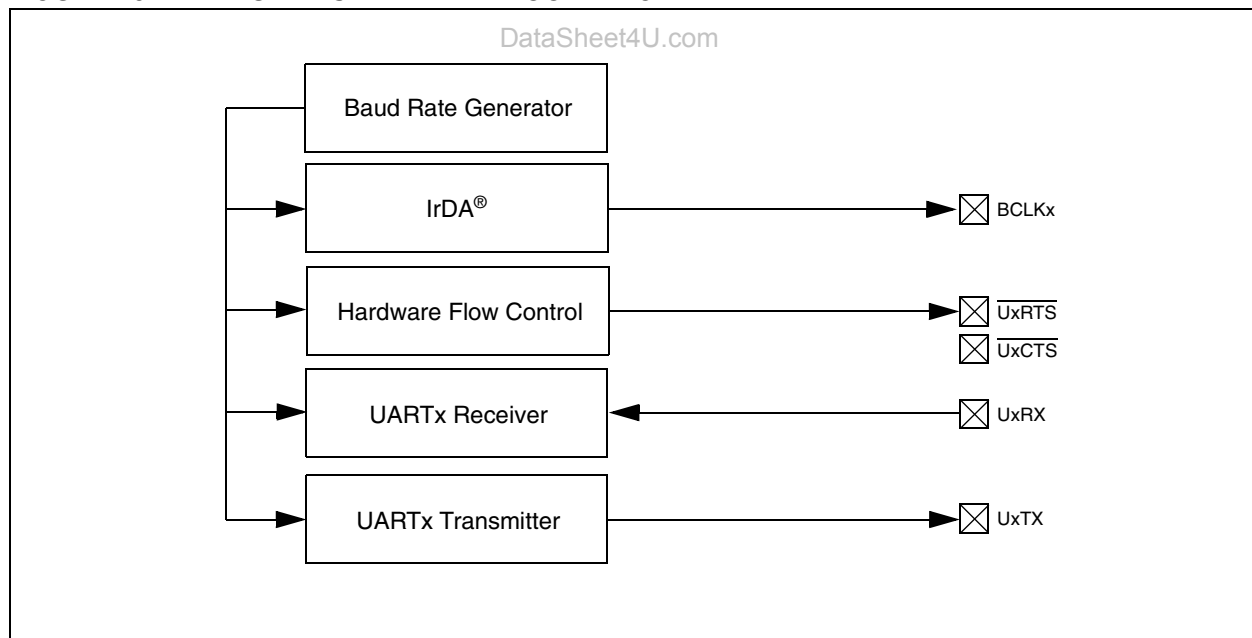 DataSheet4U.com
Baud Rate Generator
IrDA®
BCLKx
Hardware Flow Control
UxRTS
UxCTS
UARTx Receiver
UxRX
UARTx Transmitter
UxTX